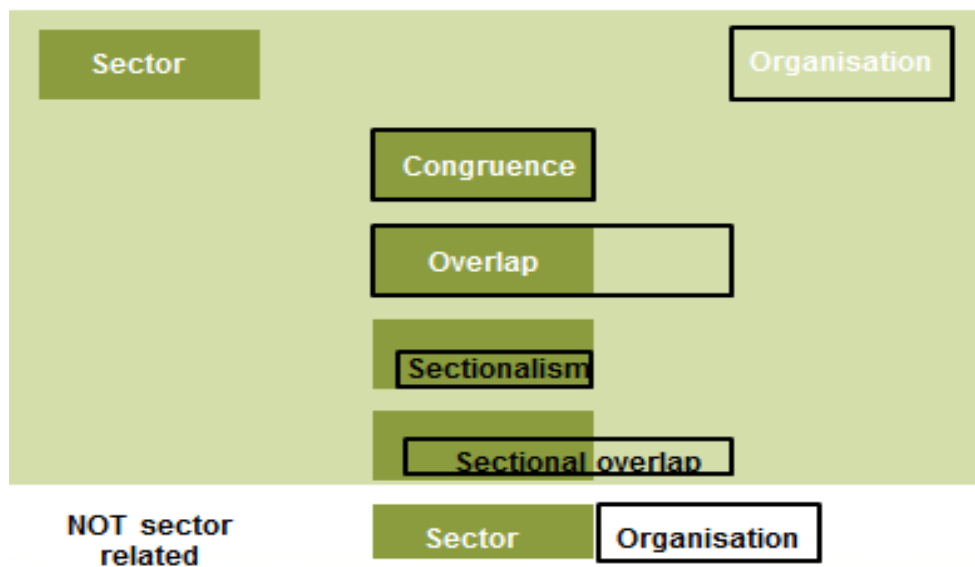 Sector
Organisation
Congruence
Overlap
Sectionalism
Sectional overlap
NOT sector
related
Sector
Organisation